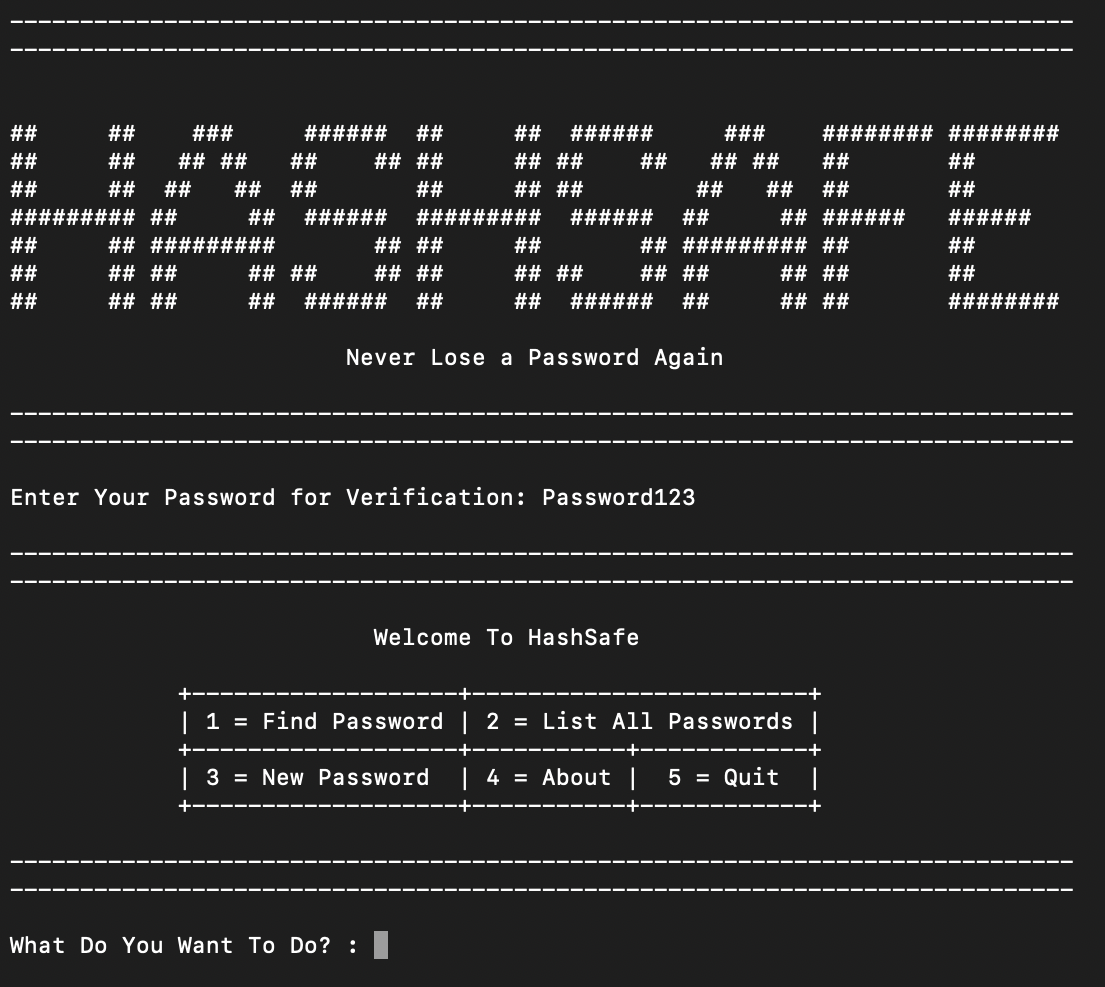 ----------------------------------------------------------------------------
----------------------------------------------------------------------------
##     ##    ###     ######  ##     ##  ######     ###    ######## ########
##     ##   ## ##   ##    ## ##     ## ##    ##   ## ##   ##       ##
##     ##  ##   ##  ##       ##     ## ##        ##   ##  ##       ##
######### ##     ##  ######  #########  ######  ##     ## ######   ######
##     ## #########       ## ##     ##       ## ######### ##       ##
##     ## ##     ## ##    ## ##     ## ##    ## ##     ## ##       ##
##     ## ##     ##  ######  ##     ##  ######  ##     ## ##       ########
Never Lose a Password Again
----------------------------------------------------------------------------
----------------------------------------------------------------------------
Enter Your Password for Verification: Password123
----------------------------------------------------------------------------
----------------------------------------------------------------------------
Welcome To HashSafe
+-------------------+------------------------+
| 1 = Find Password | 2 = List All Passwords |
+-------------------+-----------+------------+
| 3 = New Password  | 4 = About |  5 = Quit  |
+-------------------+-----------+------------+
----------------------------------------------------------------------------
----------------------------------------------------------------------------
What Do You Want To Do? :